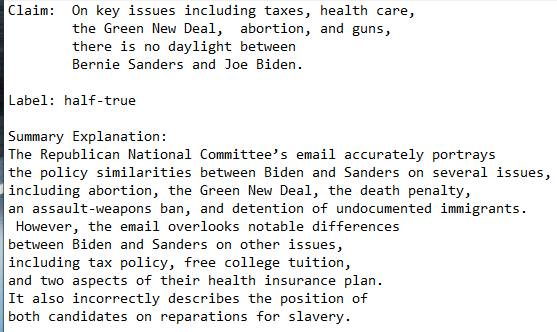 Claim:  On key issues including taxes, health care,
the Green New Deal,  abortion, and guns,
there is no daylight between
Bernie Sanders and Joe Biden.
Label: half-true
Summary Explanation:
The Republican National Committee’s email accurately portrays
the policy similarities between Biden and Sanders on several issues,
including abortion, the Green New Deal, the death penalty,
an assault-weapons ban, and detention of undocumented immigrants.
However, the email overlooks notable differences
between Biden and Sanders on other issues,
including tax policy, free college tuition,
and two aspects of their health insurance plan.
It also incorrectly describes the position of
both candidates on reparations for slavery.